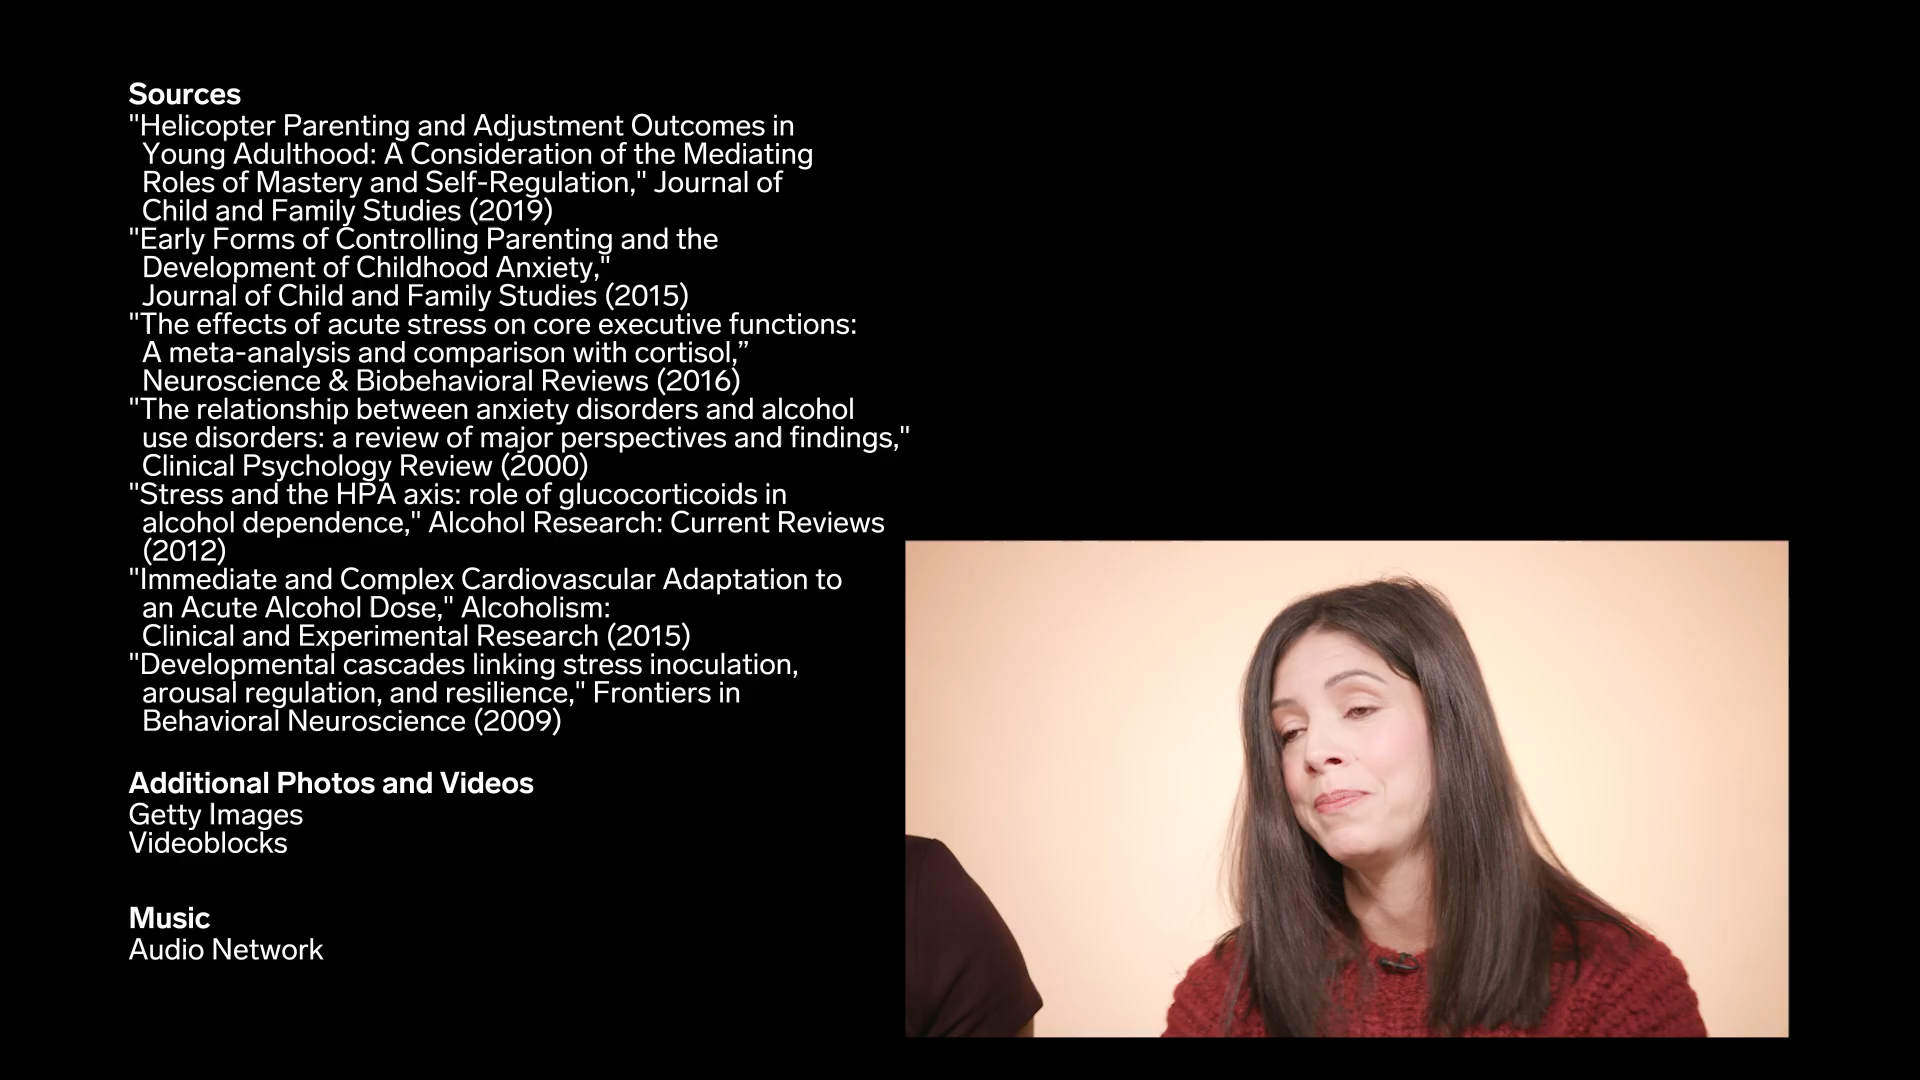 Sources
"Helicopter Parenting and Adjustment Outcomes in
Young Adulthood: A Consideration of the Mediating
Roles of Mastery and Self-Regulation," Journal of
Child and Family Studies (2019)
"Early Forms of Controlling Parenting and the
Development of Childhood Anxiety,"
Journal of Child and Family Studies (2015)
"The effects of acute stress on core executive functions:
A meta-analysis and comparison with cortisol,”
Neuroscience & Biobehavioral Reviews (2016)
"The relationship between anxiety disorders and alcohol
use disorders: a review of major perspectives and findings,"
Clinical Psychology Review (2000)
"Stress and the HPA axis: role of glucocorticoids in
alcohol dependence," Alcohol Research: Current Reviews
(2012)
"Immediate and Complex Cardiovascular Adaptation to
an Acute Alcohol Dose," Alcoholism:
Clinical and Experimental Research (2015)
"Developmental cascades linking stress inoculation,
arousal regulation, and resilience," Frontiers in
Behavioral Neuroscience (2009)
Additional Photos and Videos
Getty Images
Videoblocks
Music
Audio Network